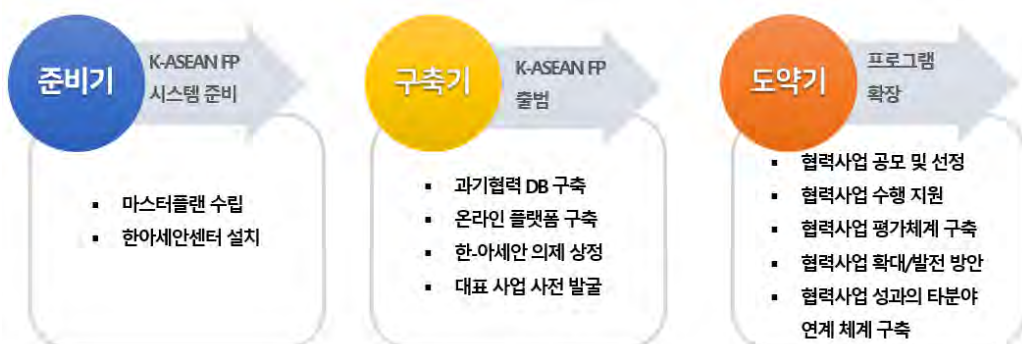 준비기
K-ASEAN FP
시스템 준비
▪ 마스터플랜 수립
▪ 한아세안센터 설치
구축기
K-ASEAN FP
출범
▪ 과기협력 DB 구축
▪ 온라인 플랫폼 구축
▪ 한-아세안 의제 상정
▪ 대표 사업 사전 발굴
도약기
프로그램
확장
▪ 협력사업 공모 및 선정
▪ 협력사업 수행 지원
▪ 협력사업 평가체계 구축
▪ 협력사업 확대/발전 방안
▪ 협력사업 성과의 타분야
연계 체계 구축